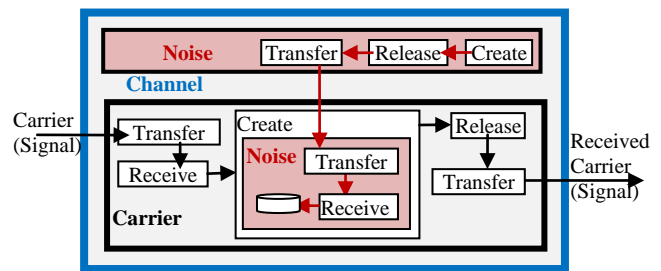 Noise
Transfer
Release
Create
Channel
Carrier
(Signal)
Transfer
Receive
Carrier
Create
Noise
Transfer
Receive
Release
Transfer
Received
Carrier
(Signal)